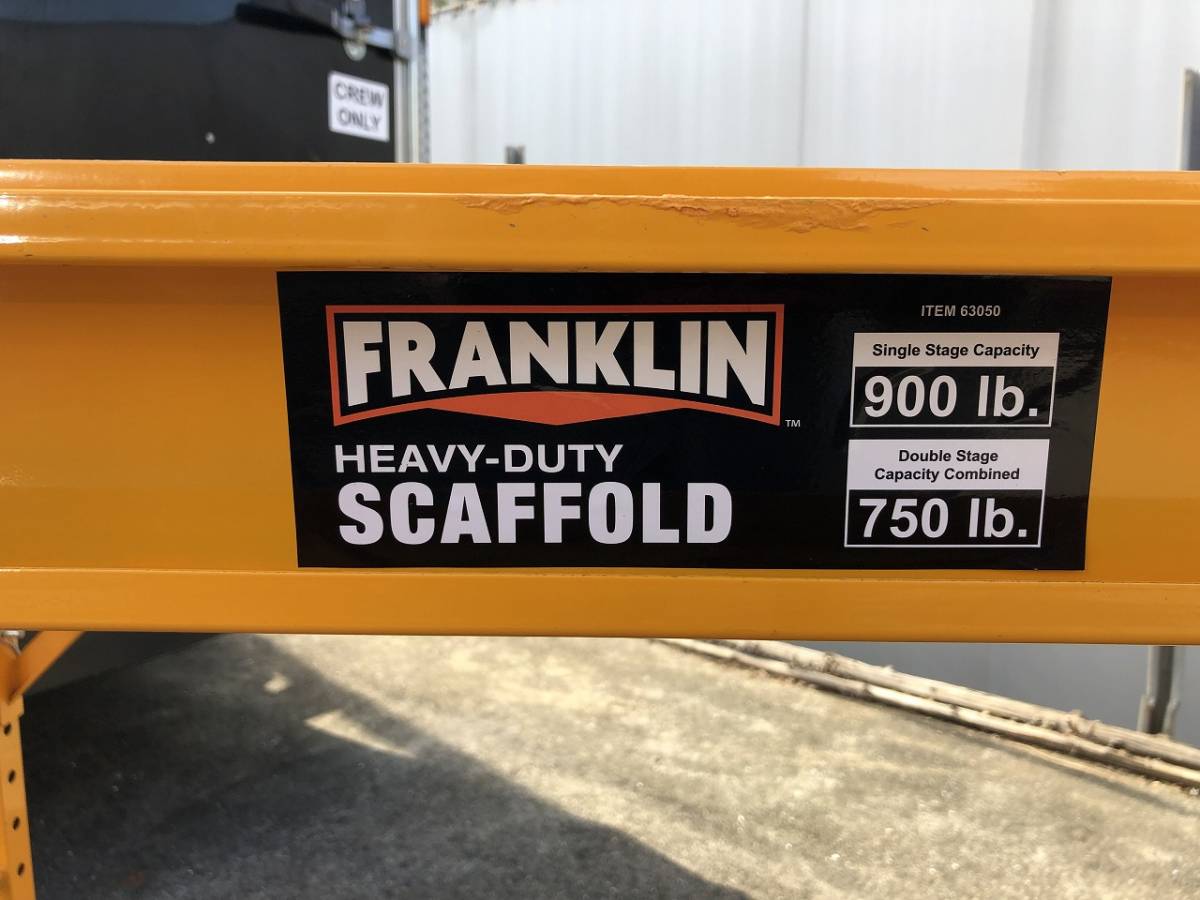 CREW
ONLY
FRANKLIN
™
HEAVY-DUTY
SCAFFOLD
ITEM 63050
Single Stage Capacity
900 lb.
Double Stage
Capacity Combined
750 lb.